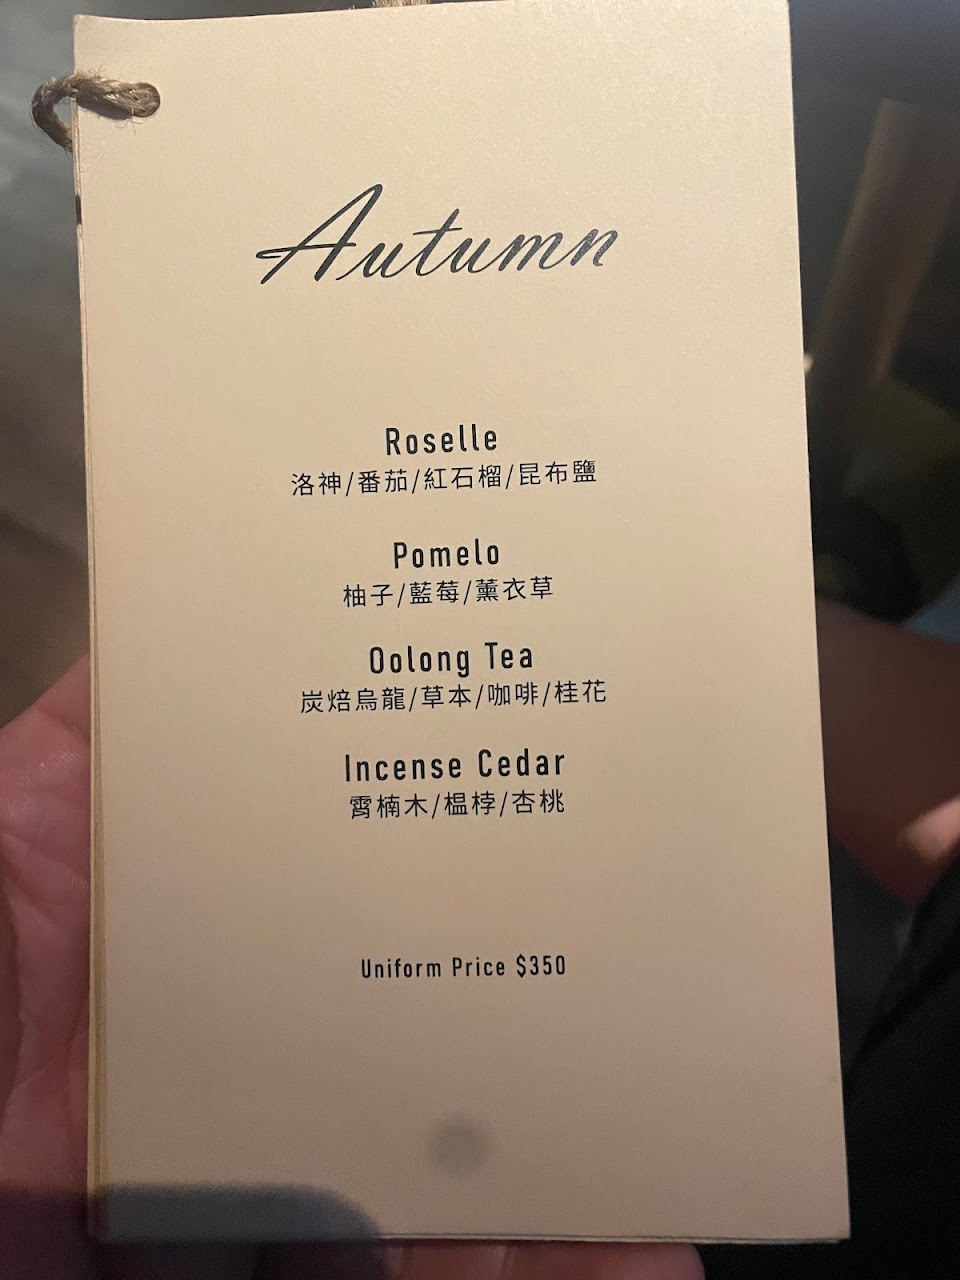 Autumn
Roselle
洛神/番茄/紅石榴/昆布鹽
Pomelo
柚子/藍莓/薰衣草
Oolong Tea
炭焙烏龍/草本/咖啡/桂花
Incense Cedar
霄楠木/榲桲/杏桃
Uniform Price $350